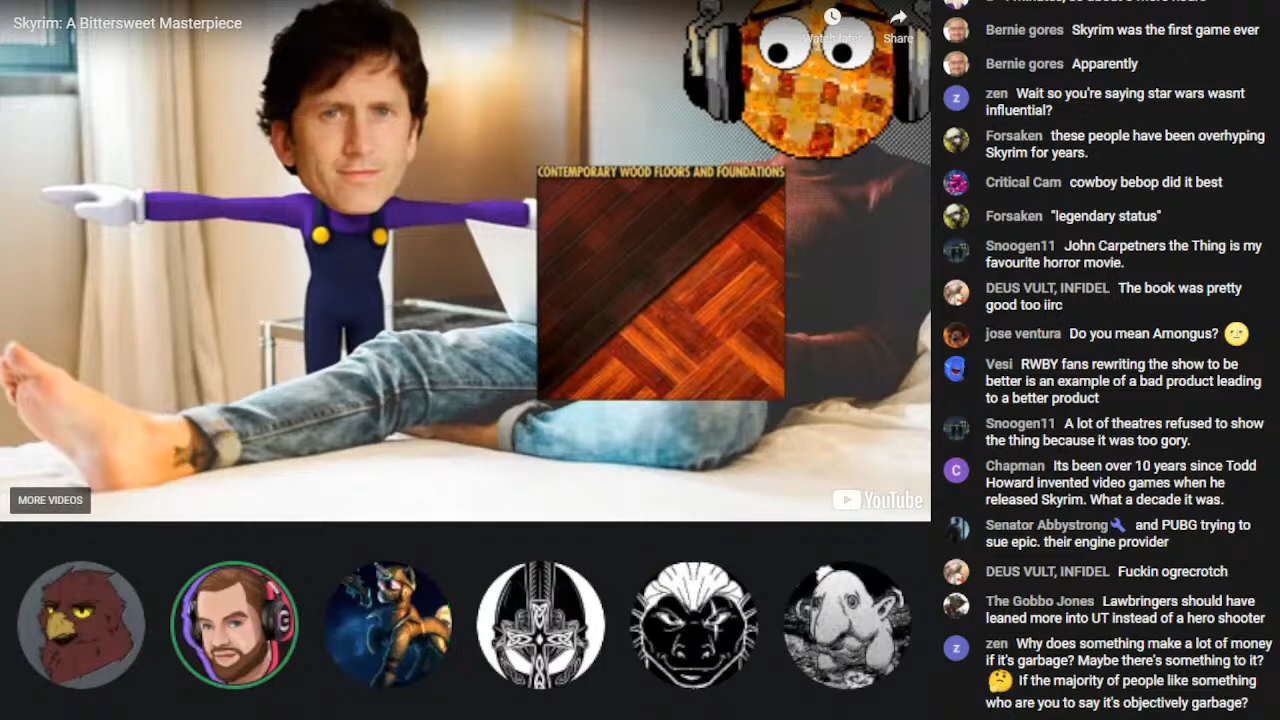 Skyrim: A Bittersweet Masterpiece
Watch later
Share
CONTEMPORARY WOOD FLOORS AND FOUNDATIONS
MORE VIDEOS
YouTube
Bernie gores Skyrim was the first game ever
Bernie gores Apparently
z
zen Wait so you're saying star wars wasnt
influential?
Forsaken these people have been overhyping
Skyrim for years.
Critical Cam cowboy bebop did it best
Forsaken "legendary status"
Snoogen11 John Carpetners the Thing is my
favourite horror movie.
DEUS VULT, INFIDEL The book was pretty
good too iirc
jose ventura Do you mean Amongus? 🌝
Vesi RWBY fans rewriting the show to be
better is an example of a bad product leading
to a better product
Snoogen11 A lot of theatres refused to show
the thing because it was too gory.
C
Chapman Its been over 10 years since Todd
Howard invented video games when he
released Skyrim. What a decade it was.
Senator Abbystrong🔧 and PUBG trying to
sue epic. their engine provider
DEUS VULT, INFIDEL Fuckin ogrecrotch
The Gobbo Jones Lawbringers should have
leaned more into UT instead of a hero shooter
z
zen Why does something make a lot of money
if it's garbage? Maybe there's something to it?
🤔 If the majority of people like something
who are you to say it's objectively garbage?